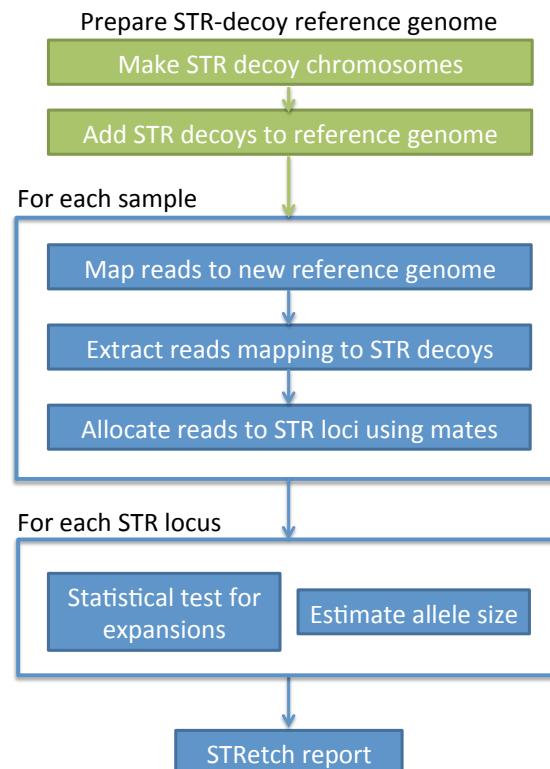 Prepare STR-decoy reference genome
Make STR decoy chromosomes
Add STR decoys to reference genome
For each sample
Map reads to new reference genome
Extract reads mapping to STR decoys
Allocate reads to STR loci using mates
For each STR locus
Statistical test for
expansions
Estimate allele size
STRetch report